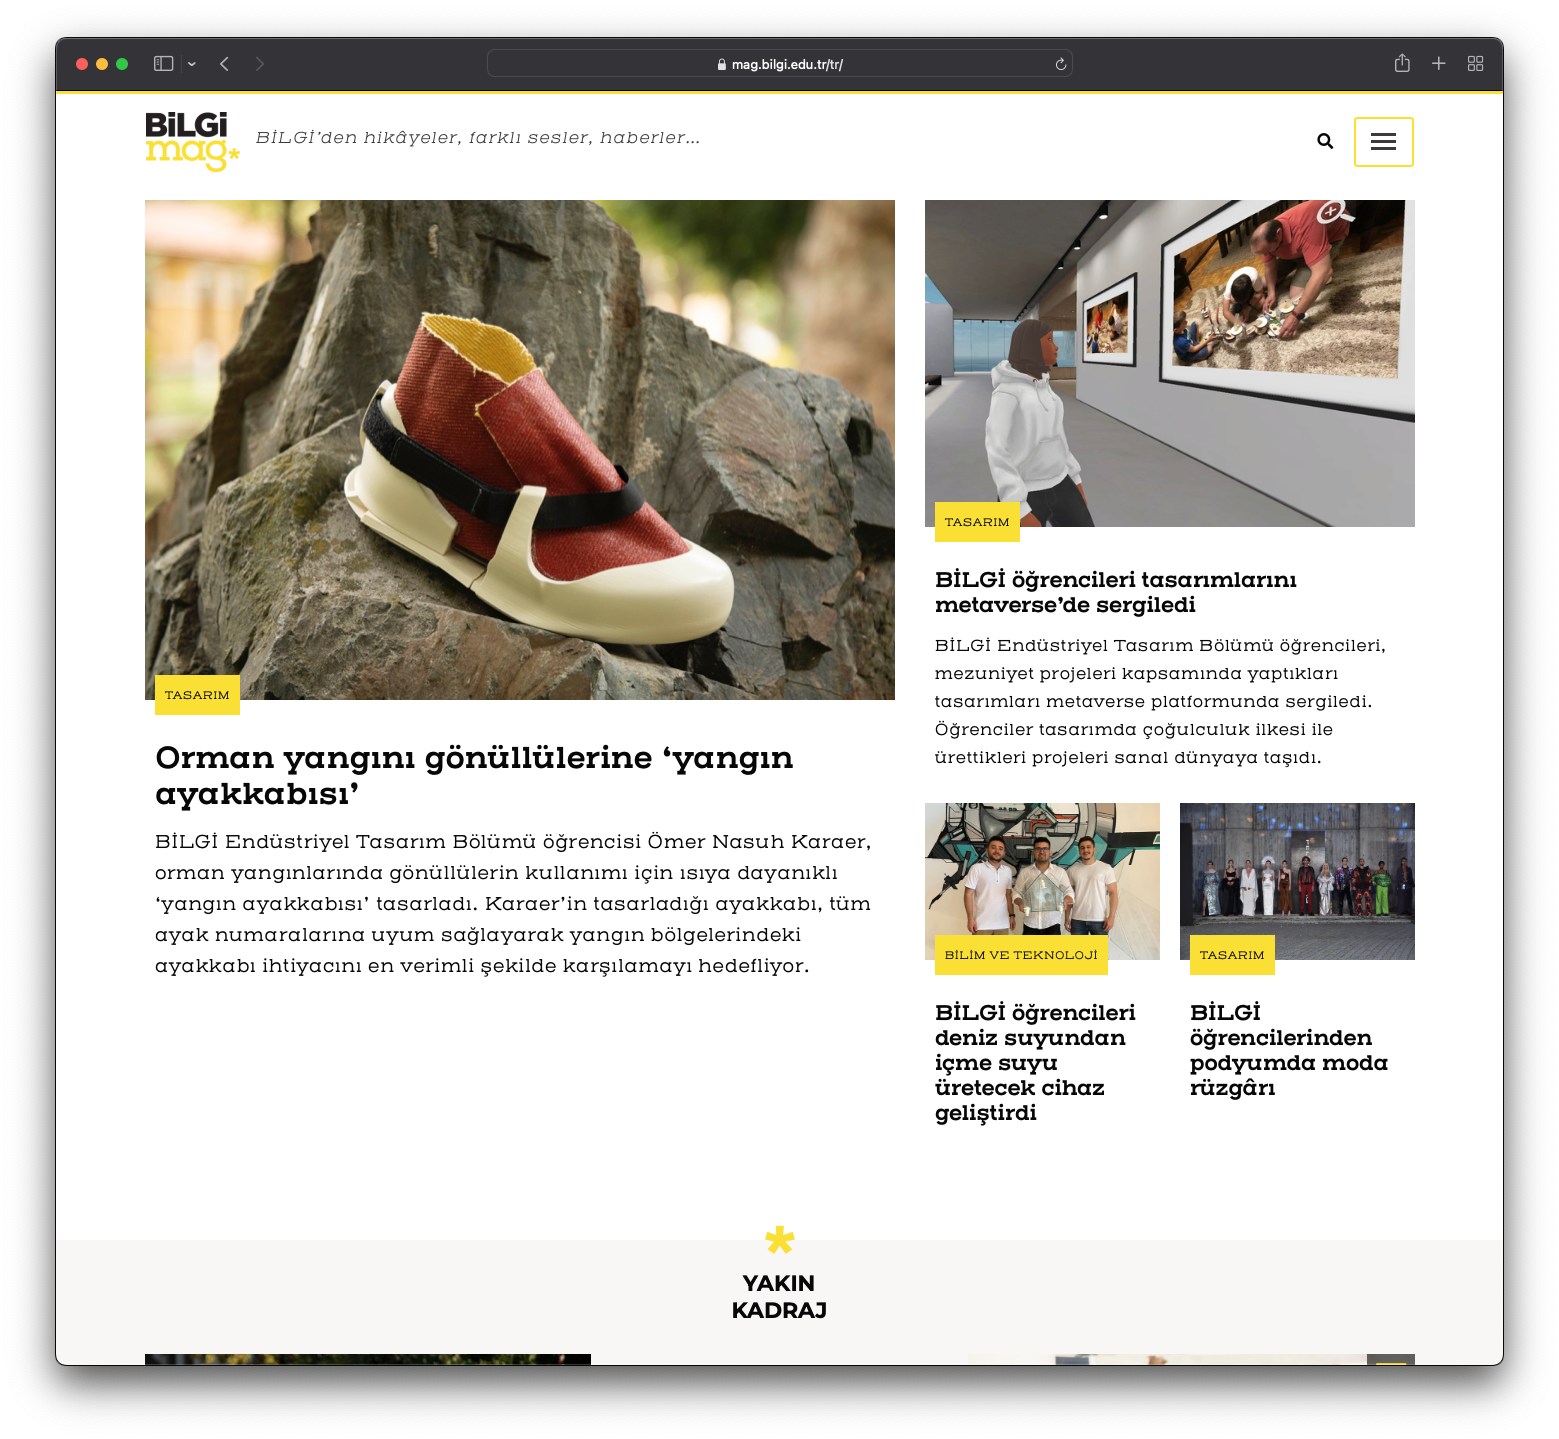 mag.bilgi.edu.tr/tr/
BiLGi
mag*
BİLGİ’den hikâyeler, farklı sesler, haberler...
TASARIM
Orman yangını gönüllülerine ‘yangın
ayakkabısı’
BİLGİ Endüstriyel Tasarım Bölümü öğrencisi Ömer Nasuh Karaer,
orman yangınlarında gönüllülerin kullanımı için ısıya dayanıklı
‘yangın ayakkabısı’ tasarladı. Karaer’in tasarladığı ayakkabı, tüm
ayak numaralarına uyum sağlayarak yangın bölgelerindeki
ayakkabı ihtiyacını en verimli şekilde karşılamayı hedefliyor.
TASARIM
BİLGİ öğrencileri tasarımlarını
metaverse’de sergiledi
BİLGİ Endüstriyel Tasarım Bölümü öğrencileri,
mezuniyet projeleri kapsamında yaptıkları
tasarımları metaverse platformunda sergiledi.
Öğrenciler tasarımda çoğulculuk ilkesi ile
ürettikleri projeleri sanal dünyaya taşıdı.
BİLİM VE TEKNOLOJİ
BİLGİ öğrencileri
deniz suyundan
içme suyu
üretecek cihaz
geliştirdi
TASARIM
BİLGİ
öğrencilerinden
podyumda moda
rüzgârı
*
YAKIN
KADRAJ